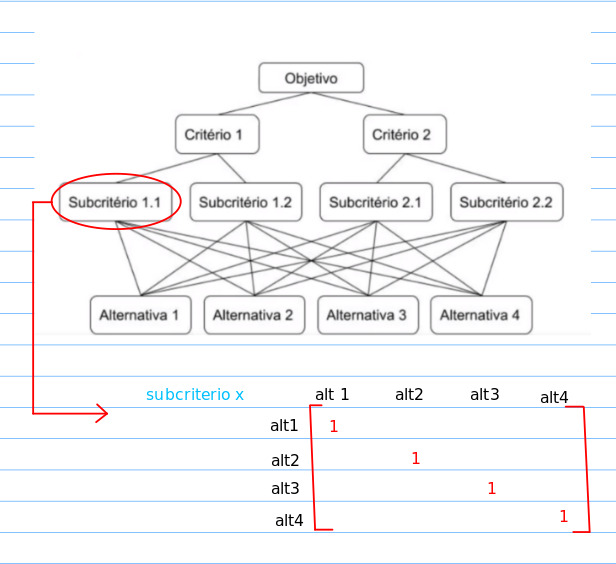 Objetivo
Critério 1 Critério 2
Subcritério 1.1 Subcritério 1.2 Subcritério 2.1 Subcritério 2.2
Alternativa 1 Alternativa 2 Alternativa 3 Alternativa 4
subcriterio x alt 1 alt2 alt3 alt4
alt1 1
alt2 1
alt3 1
alt4 1